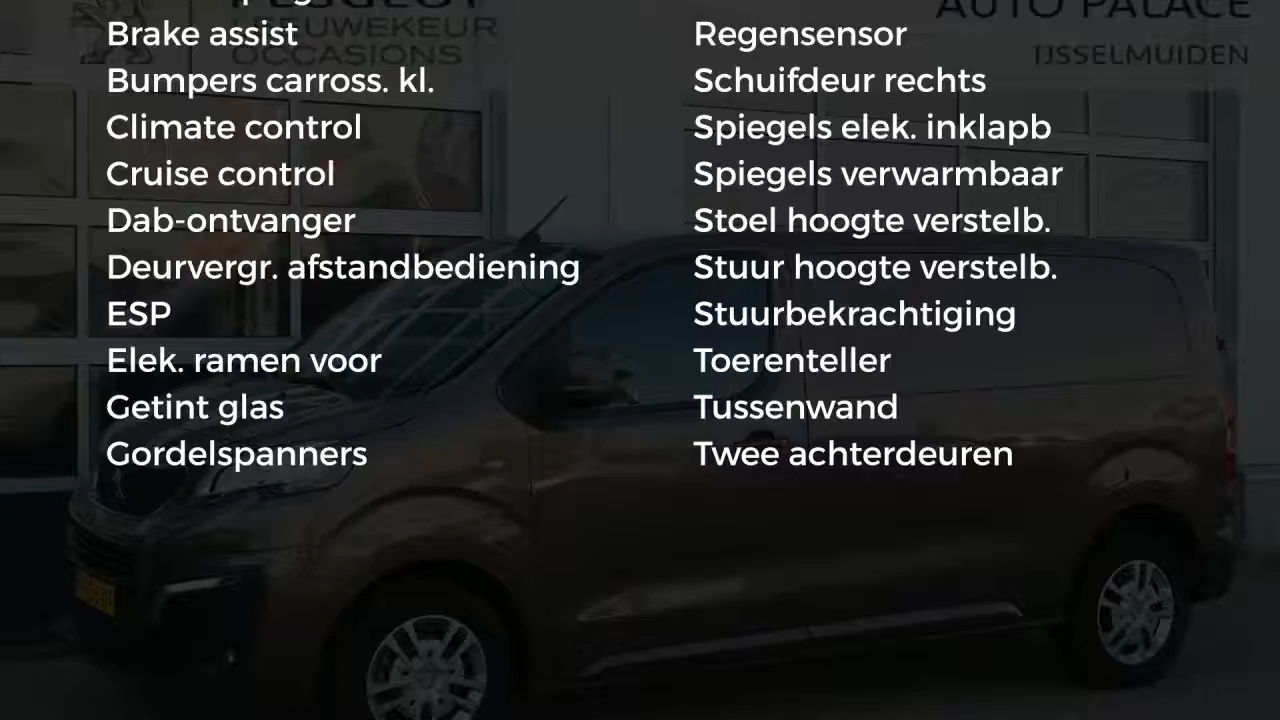 PEUGEOT
LEEUWEKEUR
OCCASIONS
AUTO PALACE
IJSSELMUIDEN
Brake assist
Bumpers carross. kl.
Climate control
Cruise control
Dab-ontvanger
Deurvergr. afstandbediening
ESP
Elek. ramen voor
Getint glas
Gordelspanners
Regensensor
Schuifdeur rechts
Spiegels elek. inklapb
Spiegels verwarmbaar
Stoel hoogte verstelb.
Stuur hoogte verstelb.
Stuurbekrachtiging
Toerenteller
Tussenwand
Twee achterdeuren